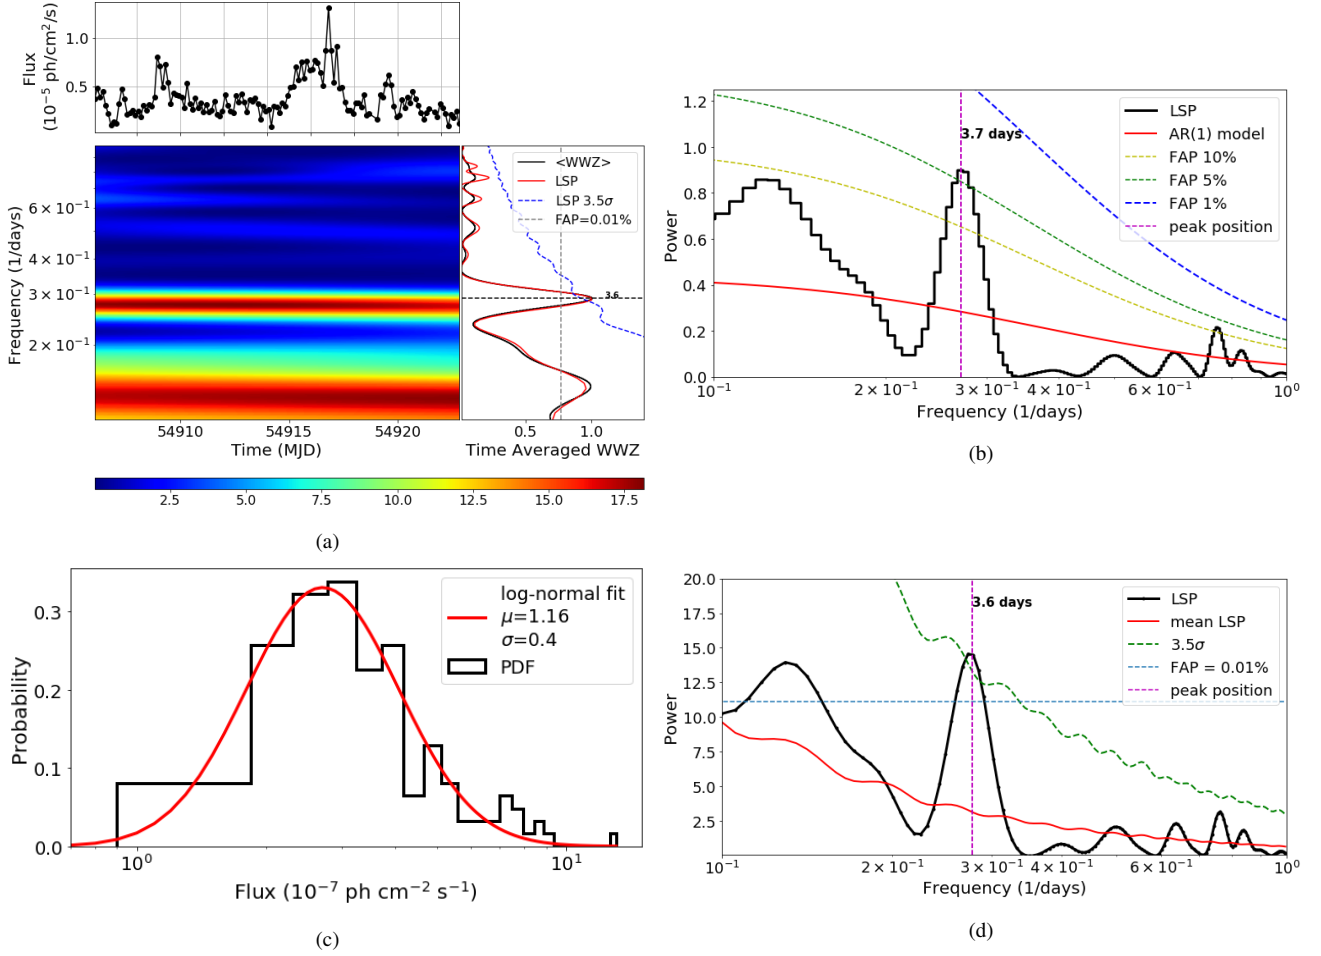 Flux
(10⁻⁵ ph/cm²/s)
1.0
0.5
Frequency (1/days)
6 × 10⁻¹
4 × 10⁻¹
3 × 10⁻¹
2 × 10⁻¹
<WWZ>
LSP
LSP 3.5σ
FAP=0.01%
3.6
54910
54915
54920
0.5
1.0
Time (MJD)
Time Averaged WWZ
2.5
5.0
7.5
10.0
12.5
15.0
17.5
(a)
Power
1.2
1.0
0.8
0.6
0.4
0.2
0.0
3.7 days
LSP
AR(1) model
FAP 10%
FAP 5%
FAP 1%
peak position
10⁻¹
2 × 10⁻¹
3 × 10⁻¹
4 × 10⁻¹
6 × 10⁻¹
10⁰
Frequency (1/days)
(b)
Probability
0.3
0.2
0.1
0.0
log-normal fit
μ=1.16
σ=0.4
PDF
10⁰
10¹
Flux (10⁻⁷ ph cm⁻² s⁻¹)
(c)
Power
20.0
17.5
15.0
12.5
10.0
7.5
5.0
2.5
3.6 days
LSP
mean LSP
3.5σ
FAP = 0.01%
peak position
10⁻¹
2 × 10⁻¹
3 × 10⁻¹
4 × 10⁻¹
6 × 10⁻¹
10⁰
Frequency (1/days)
(d)